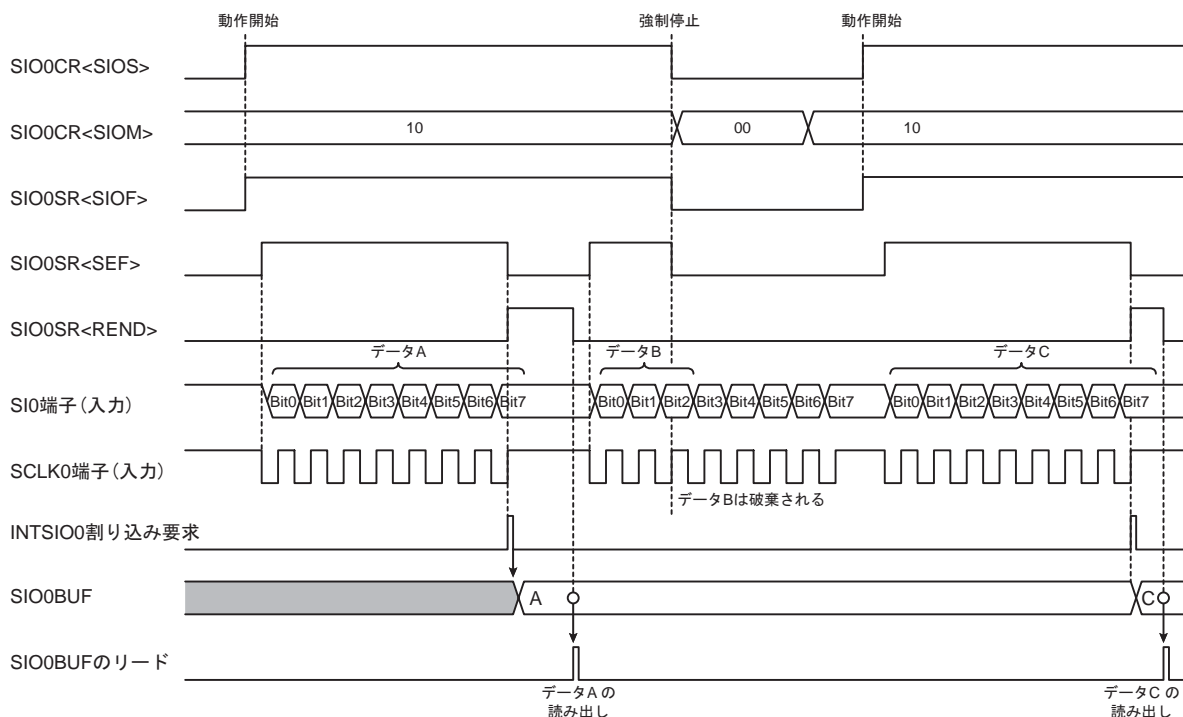 動作開始 強制停止 動作開始
SIO0CR<SIOS>
SIO0CR<SIOM> 10 00 10
SIO0SR<SIOF>
SIO0SR<SEF>
SIO0SR<REND>
データA データB データC
SI0端子(入力) Bit0 Bit1 Bit2 Bit3 Bit4 Bit5 Bit6 Bit7 Bit0 Bit1 Bit2 Bit3 Bit4 Bit5 Bit6 Bit7 Bit0 Bit1 Bit2 Bit3 Bit4 Bit5 Bit6 Bit7
SCLK0端子(入力)
データBは破棄される
INTSIO0割り込み要求
SIO0BUF A C
SIO0BUFのリード
データA の データC の
読み出し 読み出し